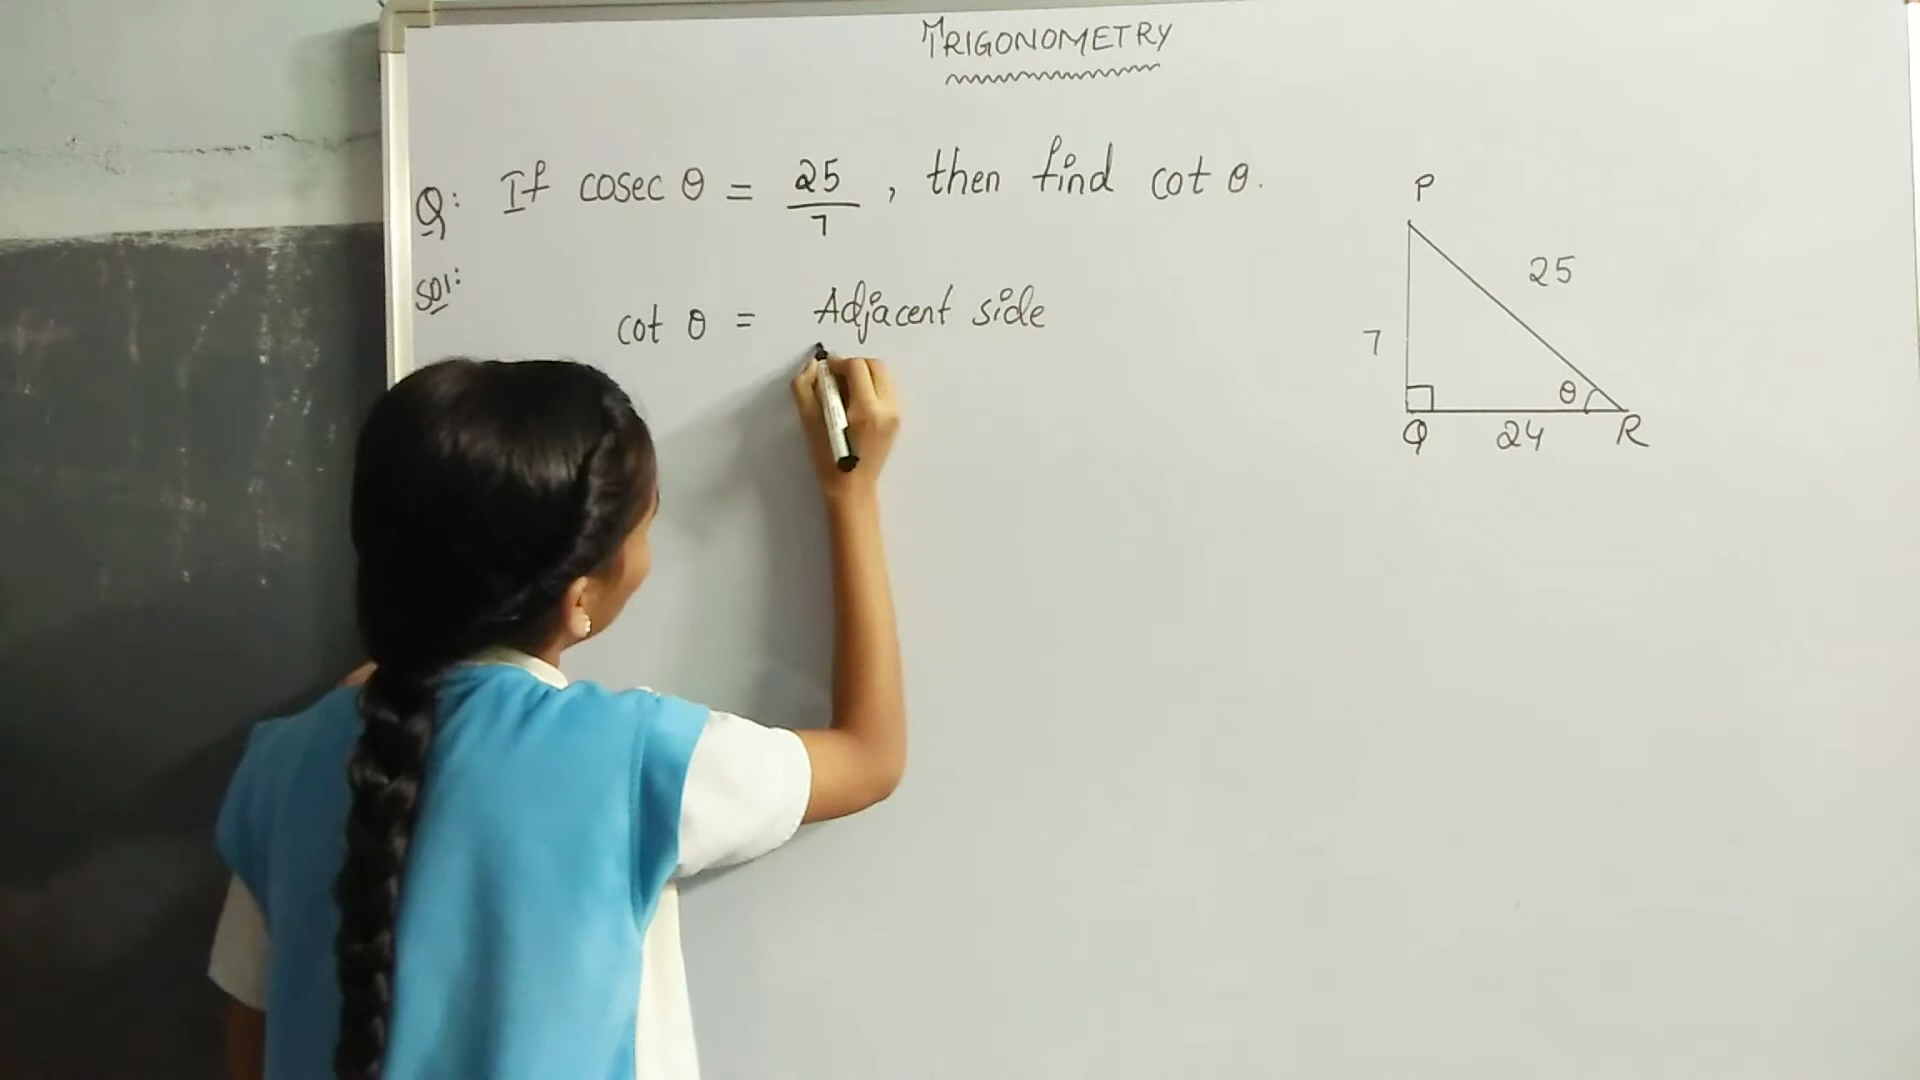 TRIGONOMETRY
Q: If cosec θ = 25/7 , then find cot θ.
Sol:
cot θ = Adjacent side
P
25
7
θ
Q 24 R